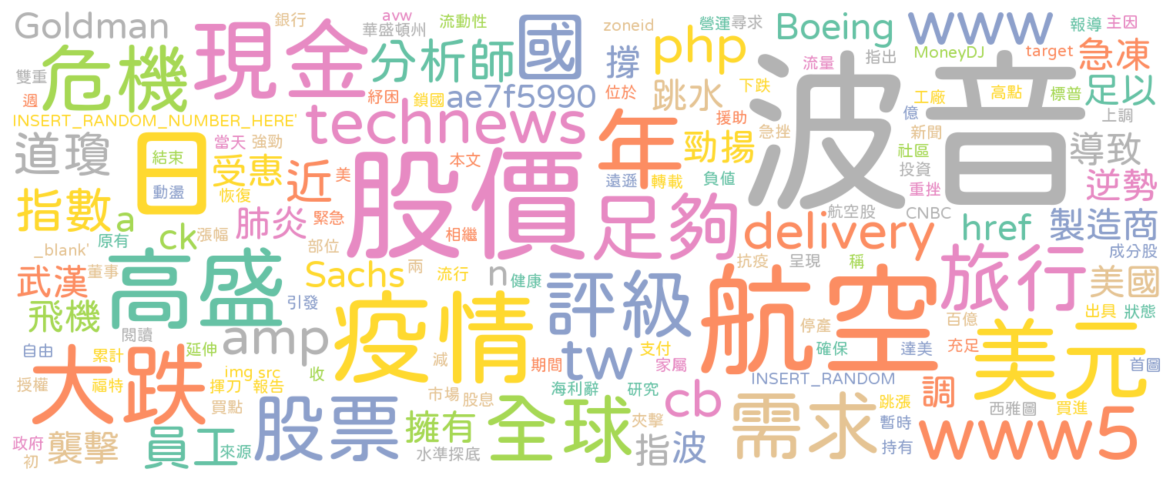 Goldman
銀行
avw
流動性
華盛頓州
zoneid
營運
尋求
Boeing
www
報導
主因
危機
現金
分析師
國
撐
php
流量
指出
MoneyDJ
target
急凍
雙重
週
紓困
鎖國
ae7f5990
位於
跳水
下跌
工廠
高點
標普
足以
INSERT_RANDOM_NUMBER_HERE'
technews
援助
億
上調
道瓊
日
當天
強勁
年
急挫
勁揚
波音
新聞
社區
導致
結束
受惠
近
本文
股價
投資
動盪
恢復
美
遠遜
轉載
負值
重挫
逆勢
指數
a
肺炎
緊急
相繼
足夠
航空股
CNBC
_blank'
原有
ck
漲幅
部位
delivery
href
製造商
武漢
董事
高盛
Sachs
兩
流行
n
健康
抗疫
呈現
稱
成分股
飛機
引發
疫情
評級
航空
旅行
美國
閱讀
amp
停產
百億
出具
狀態
自由
累計
延伸
減
期間
tw
支付
確保
達美
充足
美元
首圖
大跌
img src
收
家屬
授權
福特
揮刀
報告
市場
股息
海利辭
研究
INSERT_RANDOM
買點
股票
擁有
全球
夾擊
cb
需求
調
跳漲
西雅圖
買進
政府
初
襲擊
員工
來源
水準
探底
指
波
暫時
持有
www5